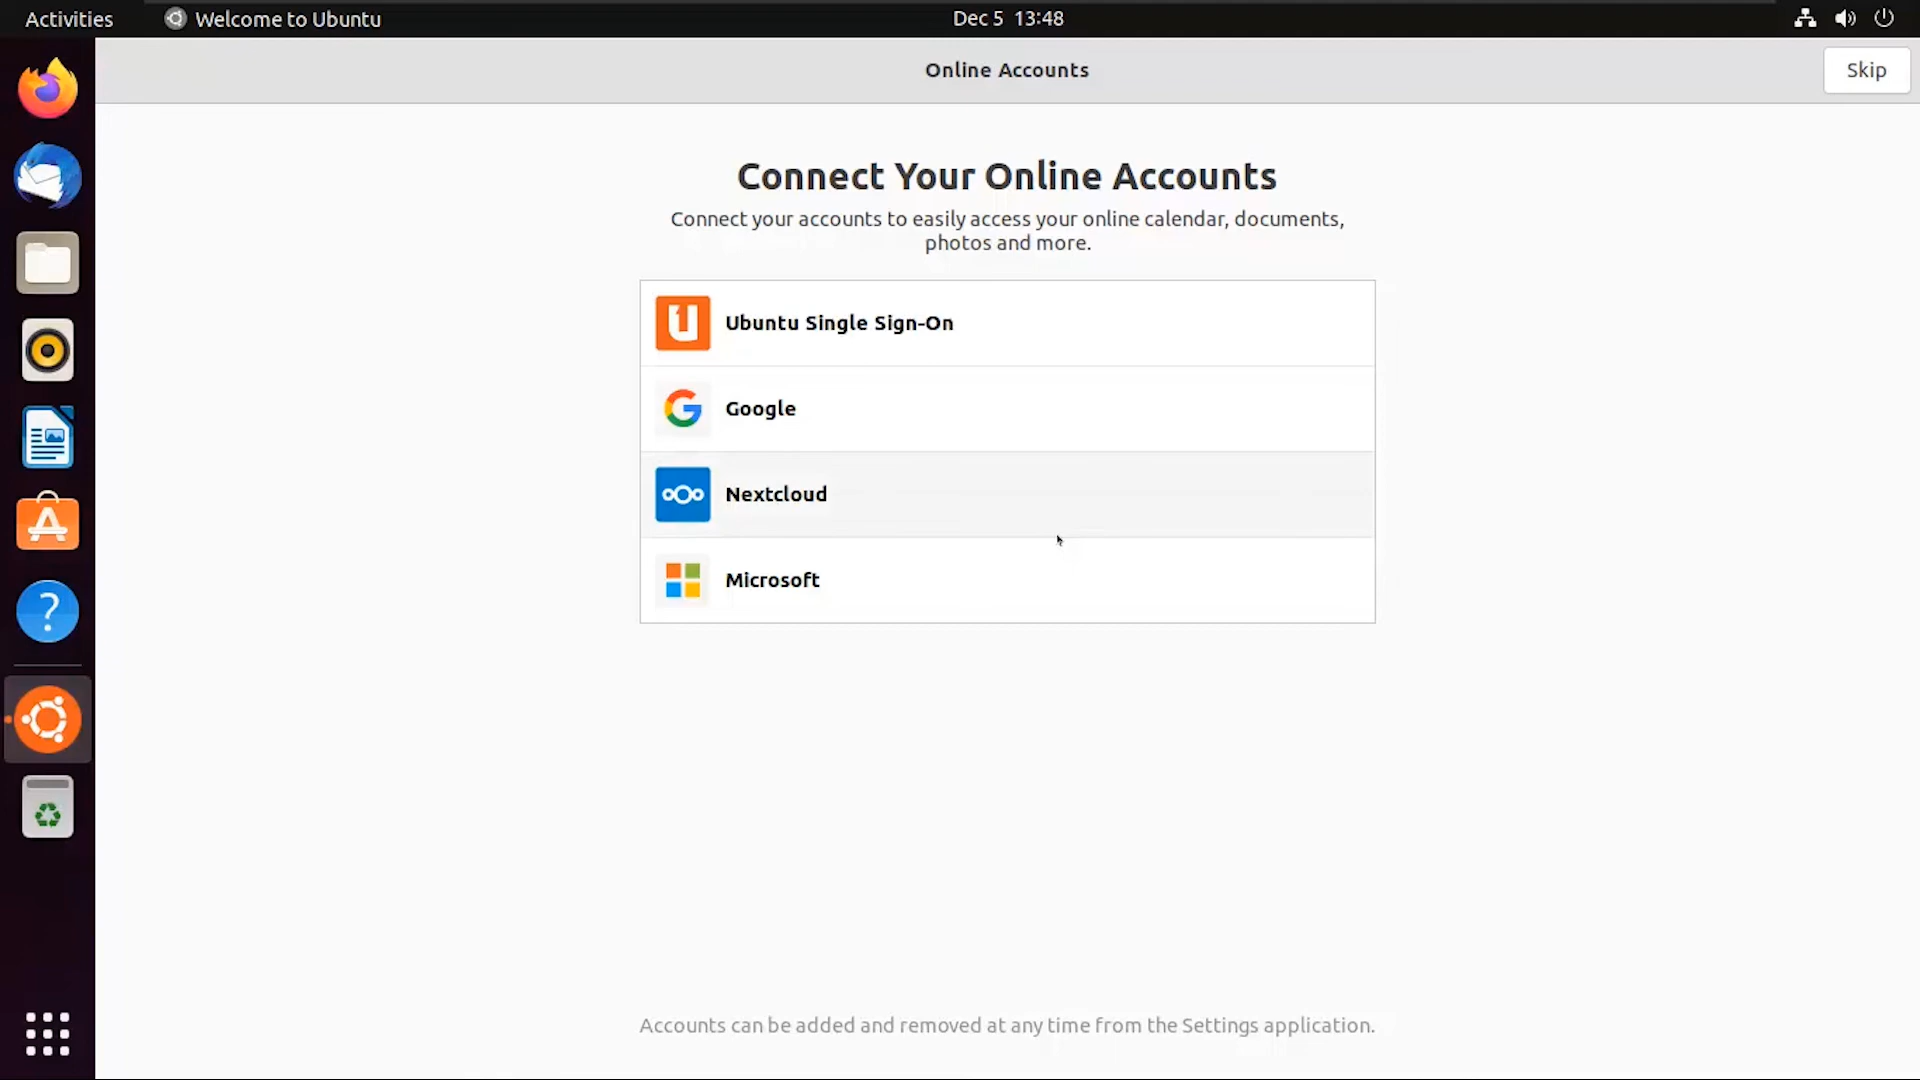 Activities
Welcome to Ubuntu
Dec 5 13:48
Online Accounts
Skip
Connect Your Online Accounts
Connect your accounts to easily access your online calendar, documents,
photos and more.
Ubuntu Single Sign-On
Google
Nextcloud
Microsoft
Accounts can be added and removed at any time from the Settings application.